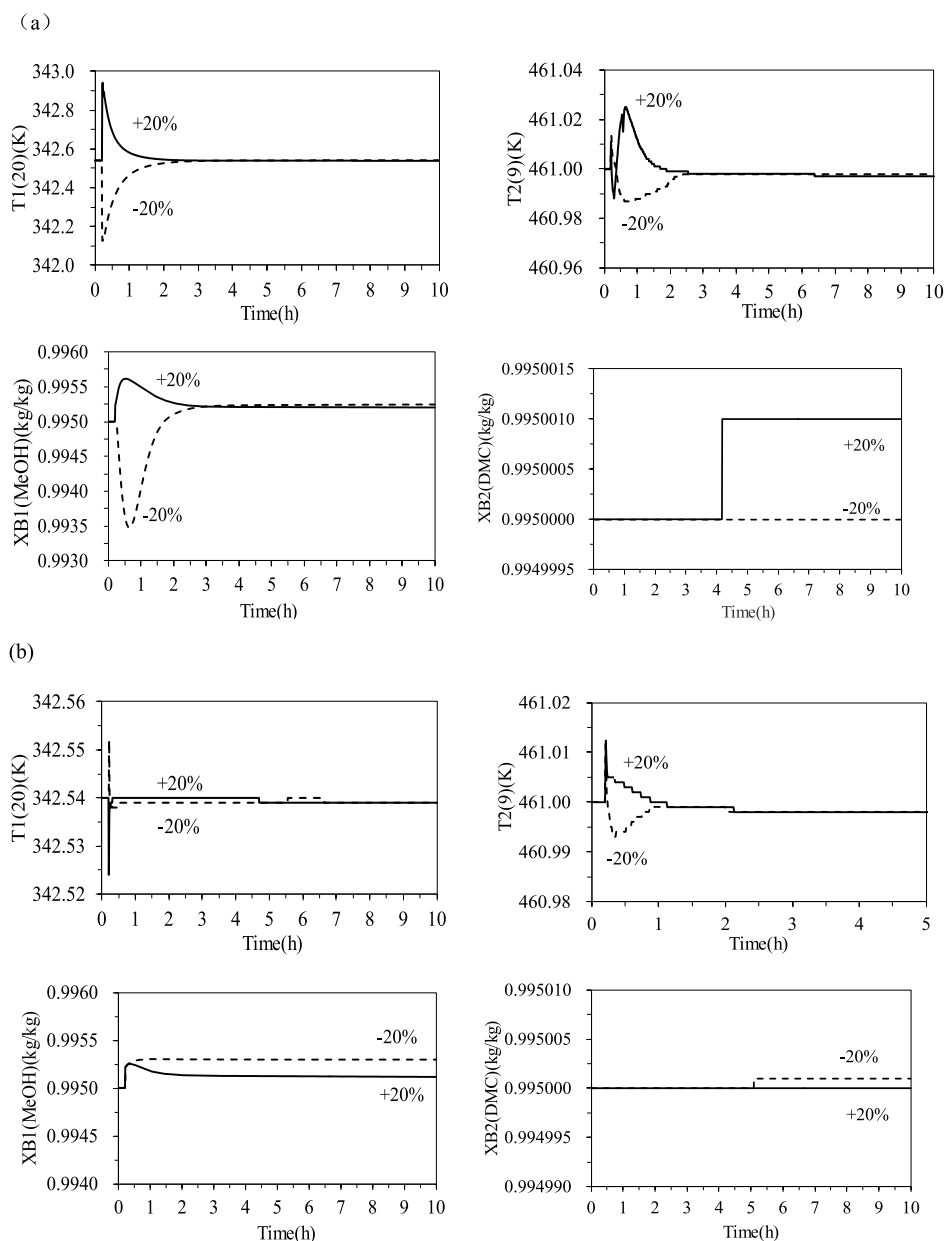 （a）
343.0
342.8
342.6
342.4
342.2
342.0
T1(20)(K)
+20%
-20%
0 1 2 3 4 5 6 7 8 9 10
Time(h)
461.04
461.02
461.00
460.98
460.96
T2(9)(K)
+20%
-20%
0 1 2 3 4 5 6 7 8 9 10
Time(h)
0.9960
0.9955
0.9950
0.9945
0.9940
0.9935
0.9930
XB1(MeOH)(kg/kg)
+20%
-20%
0 1 2 3 4 5 6 7 8 9 10
Time(h)
0.9950015
0.9950010
0.9950005
0.9950000
0.9949995
XB2(DMC)(kg/kg)
+20%
-20%
0 1 2 3 4 5 6 7 8 9 10
Time(h)
(b)
342.56
342.55
342.54
342.53
342.52
T1(20)(K)
+20%
-20%
0 1 2 3 4 5 6 7 8 9 10
Time(h)
461.02
461.01
461.00
460.99
460.98
T2(9)(K)
+20%
-20%
0 1 2 3 4 5
Time(h)
0.9960
0.9955
0.9950
0.9945
0.9940
XB1(MeOH)(kg/kg)
-20%
+20%
0 1 2 3 4 5 6 7 8 9 10
Time(h)
0.995010
0.995005
0.995000
0.994995
0.994990
XB2(DMC)(kg/kg)
-20%
+20%
0 1 2 3 4 5 6 7 8 9 10
Time(h)